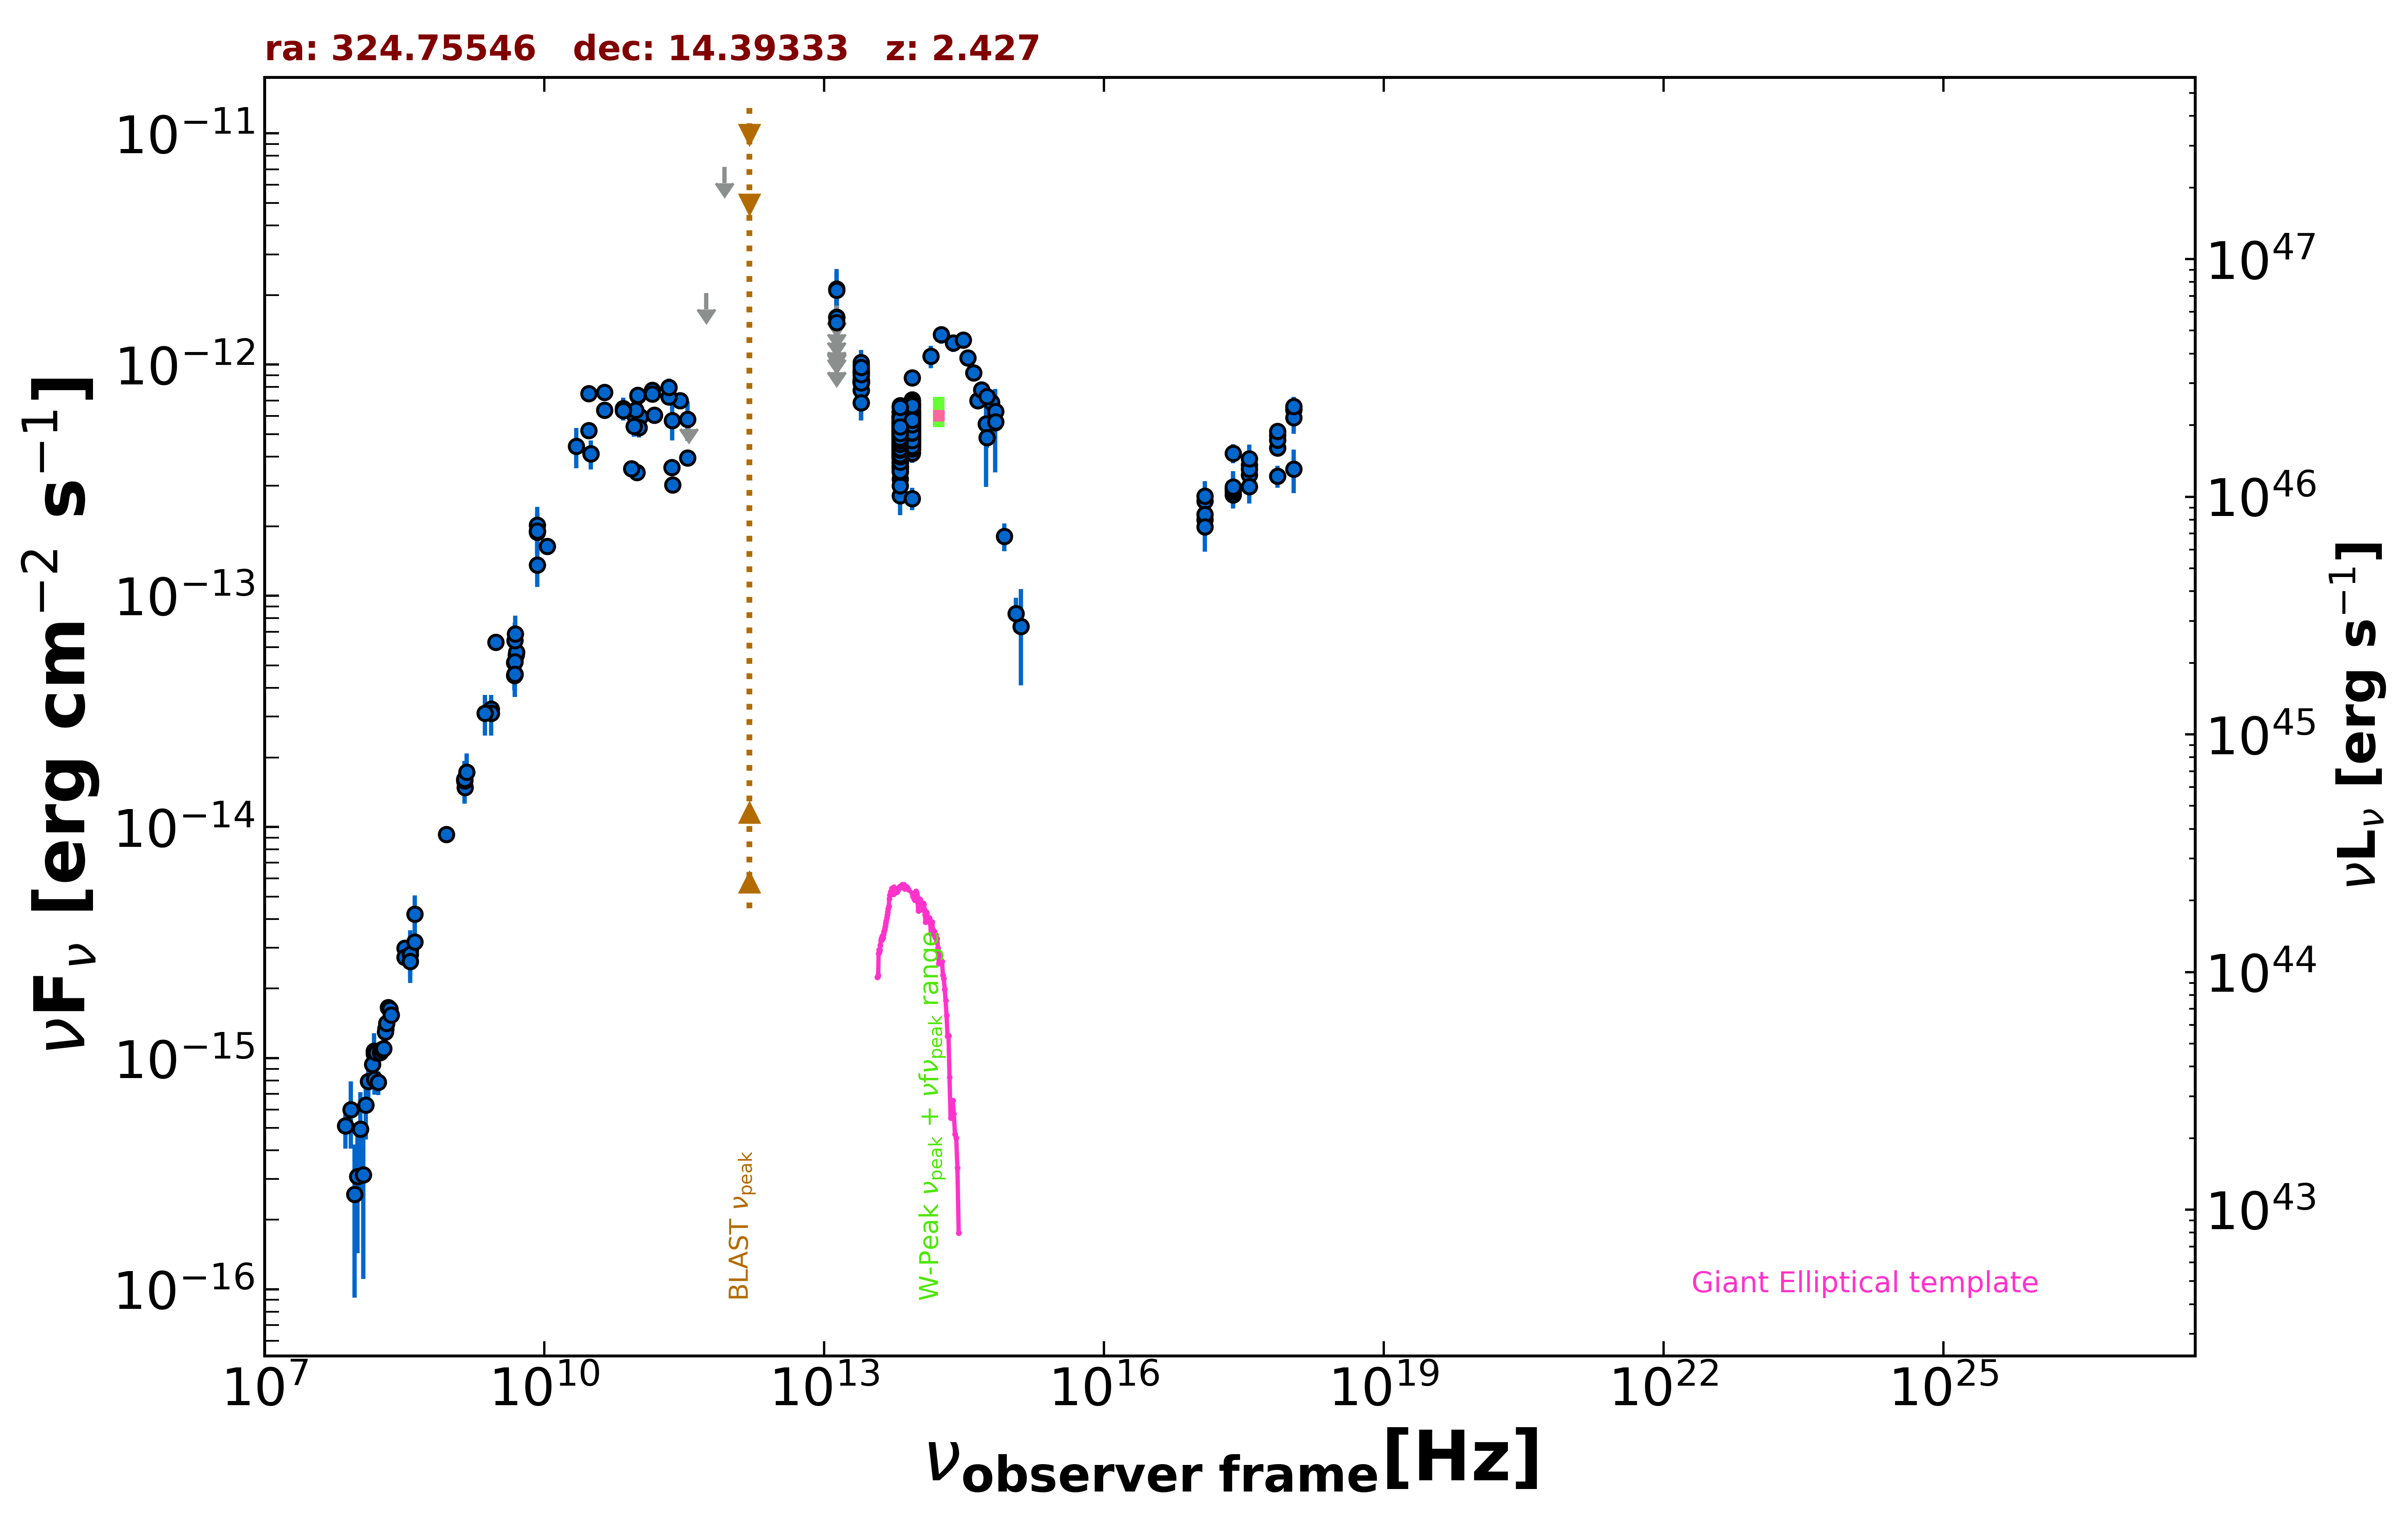 ra: 324.75546 dec: 14.39333 z: 2.427
νF_ν [erg cm^−2 s^−1]
10^−11
10^−12
10^−13
10^−14
10^−15
10^−16
10^47
10^46
10^45
10^44
10^43
νL_ν [erg s^−1]
BLAST ν_peak
W-Peak ν_peak + νfν_peak range
Giant Elliptical template
10^7 10^10 10^13 10^16 10^19 10^22 10^25
ν_observer frame [Hz]